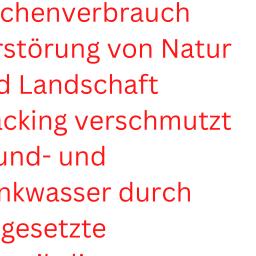 chenverbrauch
rstörung von Natur
d Landschaft
acking verschmutzt
und- und
nkwasser durch
gesetzte